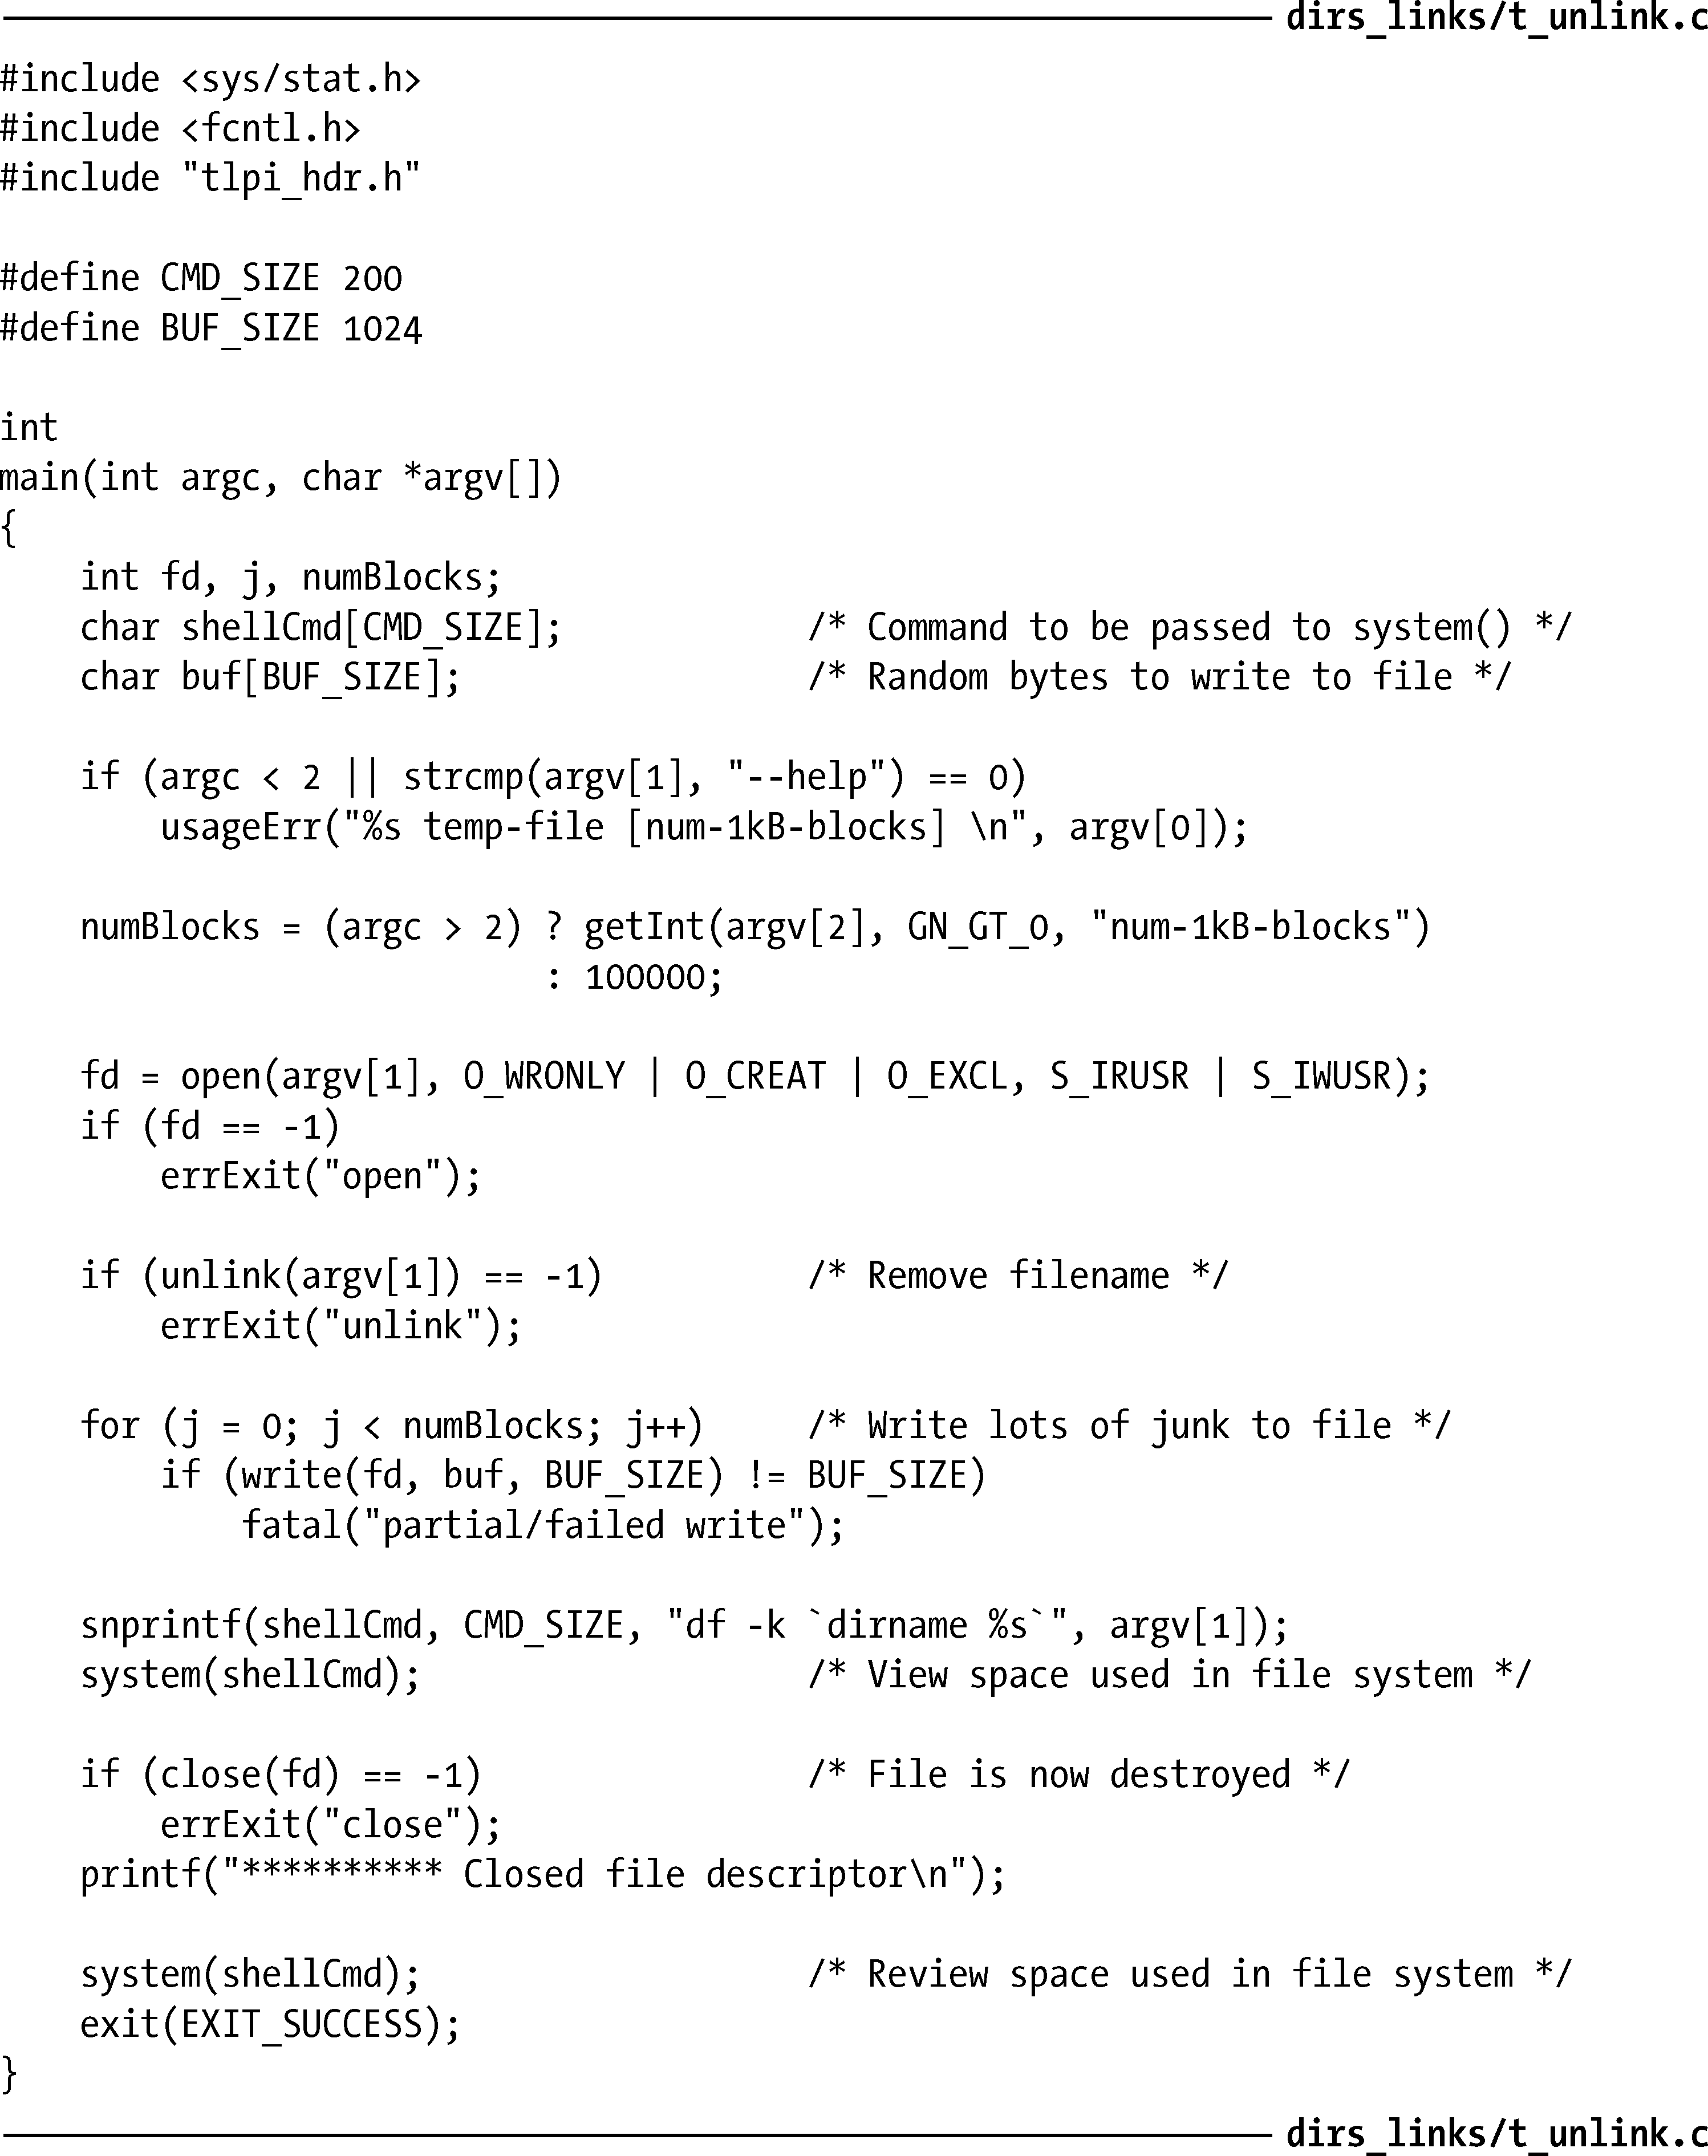 dirs_links/t_unlink.c
#include <sys/stat.h>
#include <fcntl.h>
#include "tlpi_hdr.h"

#define CMD_SIZE 200
#define BUF_SIZE 1024

int
main(int argc, char *argv[])
{
    int fd, j, numBlocks;
    char shellCmd[CMD_SIZE];            /* Command to be passed to system() */
    char buf[BUF_SIZE];                 /* Random bytes to write to file */

    if (argc < 2 || strcmp(argv[1], "--help") == 0)
        usageErr("%s temp-file [num-1kB-blocks] \n", argv[0]);

    numBlocks = (argc > 2) ? getInt(argv[2], GN_GT_0, "num-1kB-blocks")
                           : 100000;

    fd = open(argv[1], O_WRONLY | O_CREAT | O_EXCL, S_IRUSR | S_IWUSR);
    if (fd == -1)
        errExit("open");

    if (unlink(argv[1]) == -1)          /* Remove filename */
        errExit("unlink");

    for (j = 0; j < numBlocks; j++)     /* Write lots of junk to file */
        if (write(fd, buf, BUF_SIZE) != BUF_SIZE)
            fatal("partial/failed write");

    snprintf(shellCmd, CMD_SIZE, "df -k `dirname %s`", argv[1]);
    system(shellCmd);                   /* View space used in file system */

    if (close(fd) == -1)                /* File is now destroyed */
        errExit("close");
    printf("********** Closed file descriptor\n");

    system(shellCmd);                   /* Review space used in file system */
    exit(EXIT_SUCCESS);
}
dirs_links/t_unlink.c